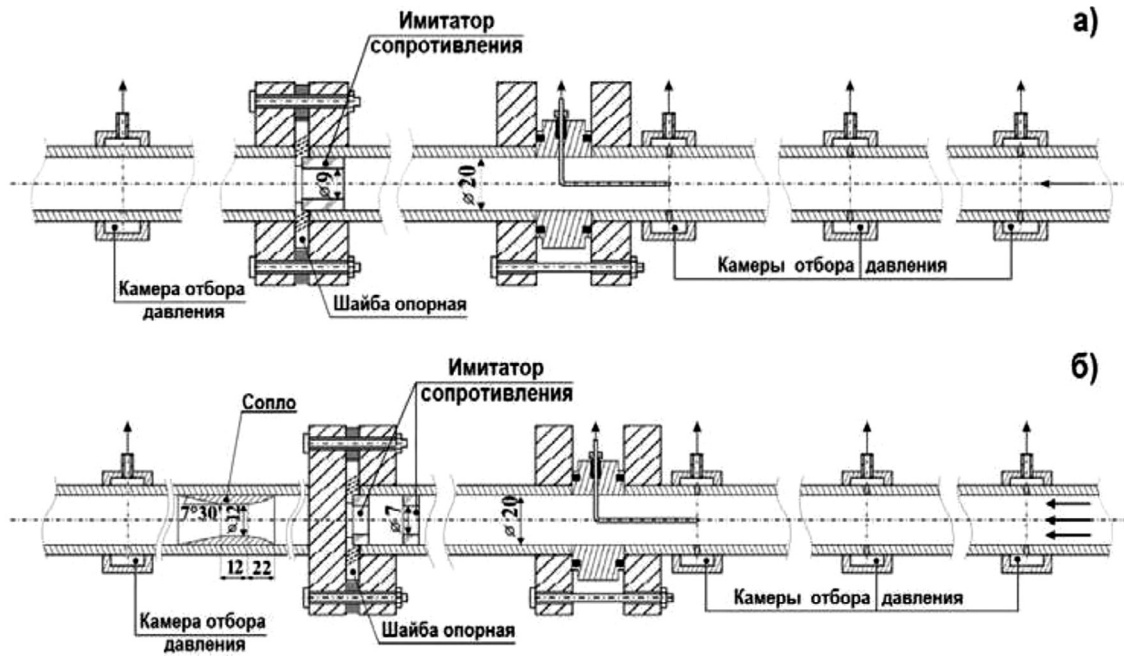 Имитатор
сопротивления
а)
⌀9
⌀ 20
Камеры отбора давления
Камера отбора
давления
Шайба опорная
Имитатор
сопротивления
б)
Сопло
7°30'
⌀12
⌀ 7
⌀20
12 22
Камеры отбора давления
Камера отбора
давления
Шайба опорная